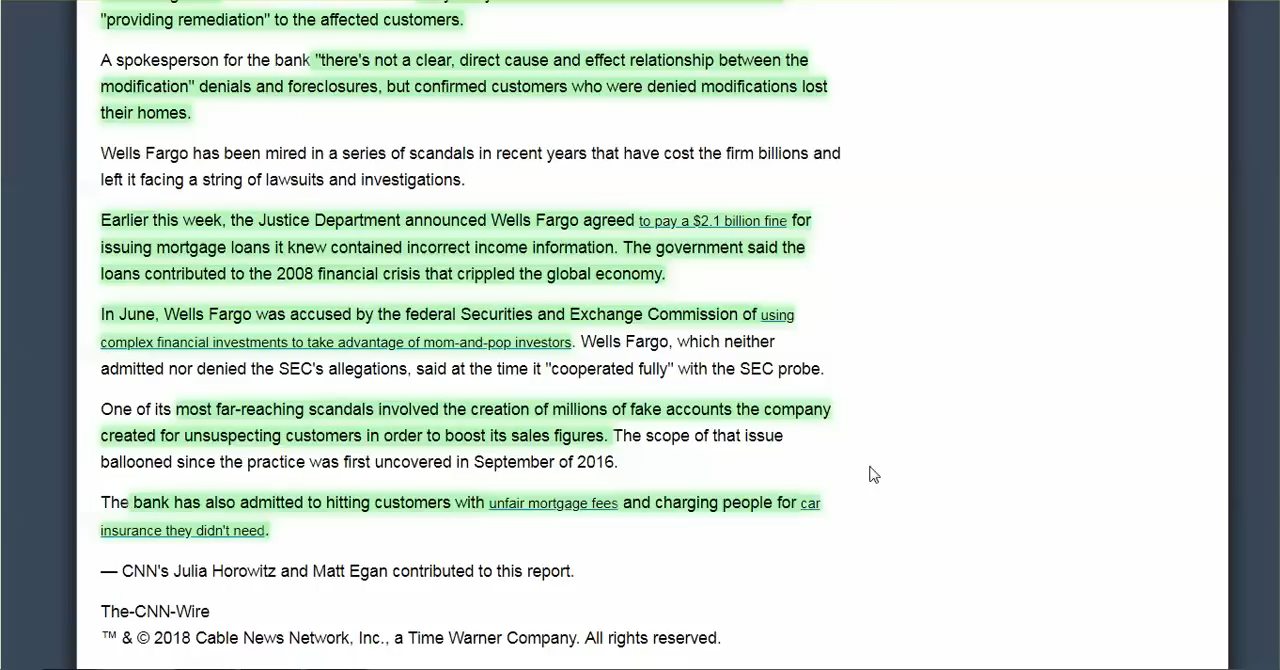 "providing remediation" to the affected customers.
A spokesperson for the bank "there's not a clear, direct cause and effect relationship between the
modification" denials and foreclosures, but confirmed customers who were denied modifications lost
their homes.
Wells Fargo has been mired in a series of scandals in recent years that have cost the firm billions and
left it facing a string of lawsuits and investigations.
Earlier this week, the Justice Department announced Wells Fargo agreed to pay a $2.1 billion fine for
issuing mortgage loans it knew contained incorrect income information. The government said the
loans contributed to the 2008 financial crisis that crippled the global economy.
In June, Wells Fargo was accused by the federal Securities and Exchange Commission of using
complex financial investments to take advantage of mom-and-pop investors. Wells Fargo, which neither
admitted nor denied the SEC's allegations, said at the time it "cooperated fully" with the SEC probe.
One of its most far-reaching scandals involved the creation of millions of fake accounts the company
created for unsuspecting customers in order to boost its sales figures. The scope of that issue
ballooned since the practice was first uncovered in September of 2016.
The bank has also admitted to hitting customers with unfair mortgage fees and charging people for car
insurance they didn't need.
— CNN's Julia Horowitz and Matt Egan contributed to this report.
The-CNN-Wire
™ & © 2018 Cable News Network, Inc., a Time Warner Company. All rights reserved.